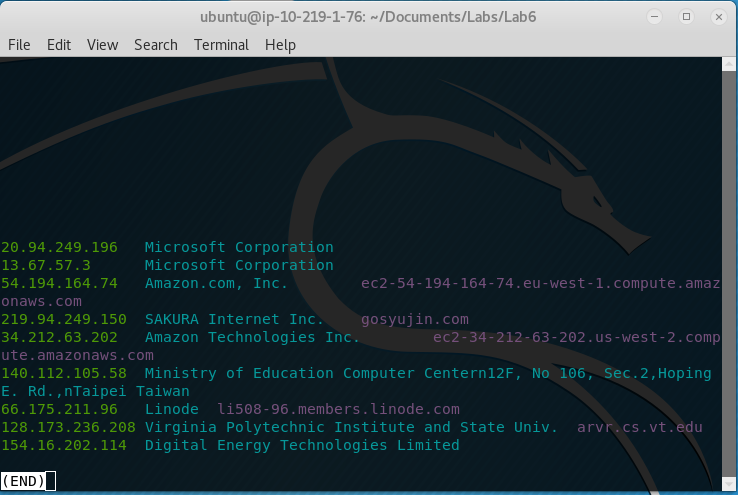 ubuntu@ip-10-219-1-76: ~/Documents/Labs/Lab6
File Edit View Search Terminal Help
20.94.249.196 Microsoft Corporation
13.67.57.3 Microsoft Corporation
54.194.164.74 Amazon.com, Inc. ec2-54-194-164-74.eu-west-1.compute.amaz
onaws.com
219.94.249.150 SAKURA Internet Inc. gosyujin.com
34.212.63.202 Amazon Technologies Inc. ec2-34-212-63-202.us-west-2.comp
ute.amazonaws.com
140.112.105.58 Ministry of Education Computer Centern12F, No 106, Sec.2,Hoping
E. Rd.,nTaipei Taiwan
66.175.211.96 Linode li508-96.members.linode.com
128.173.236.208 Virginia Polytechnic Institute and State Univ. arvr.cs.vt.edu
154.16.202.114 Digital Energy Technologies Limited
(END)